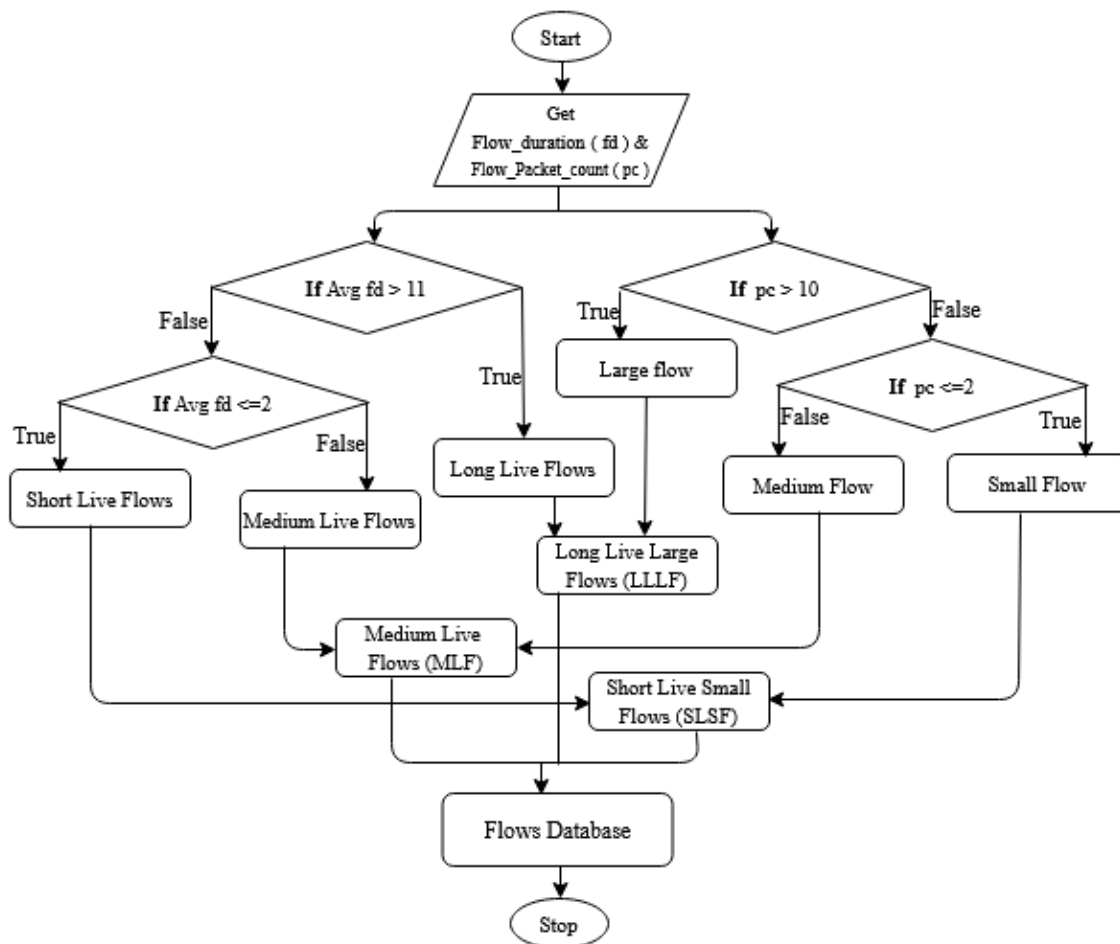 Start
Get
Flow_duration ( fd ) &
Flow_Packet_count ( pc )
If Avg fd > 11
If pc > 10
False
True
True
False
If Avg fd <=2
Large flow
If pc <=2
True
False
True
False
True
Short Live Flows
Medium Live Flows
Long Live Flows
Medium Flow
Small Flow
Long Live Large
Flows (LLLF)
Medium Live
Flows (MLF)
Short Live Small
Flows (SLSF)
Flows Database
Stop